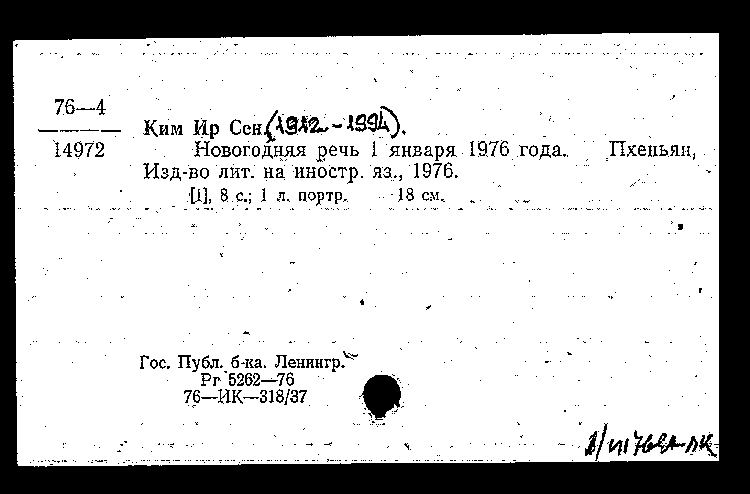 76—4
14972
Ким Ир Сен (1912-1994).
Новогодняя речь 1 января 1976 года. Пхеньян,
Изд-во лит. на иностр. яз., 1976.
[1], 8 с.; 1 л. портр. 18 см.
Гос. Публ. б-ка. Ленингр.
Рг 5262—76
76—ИК—318/37